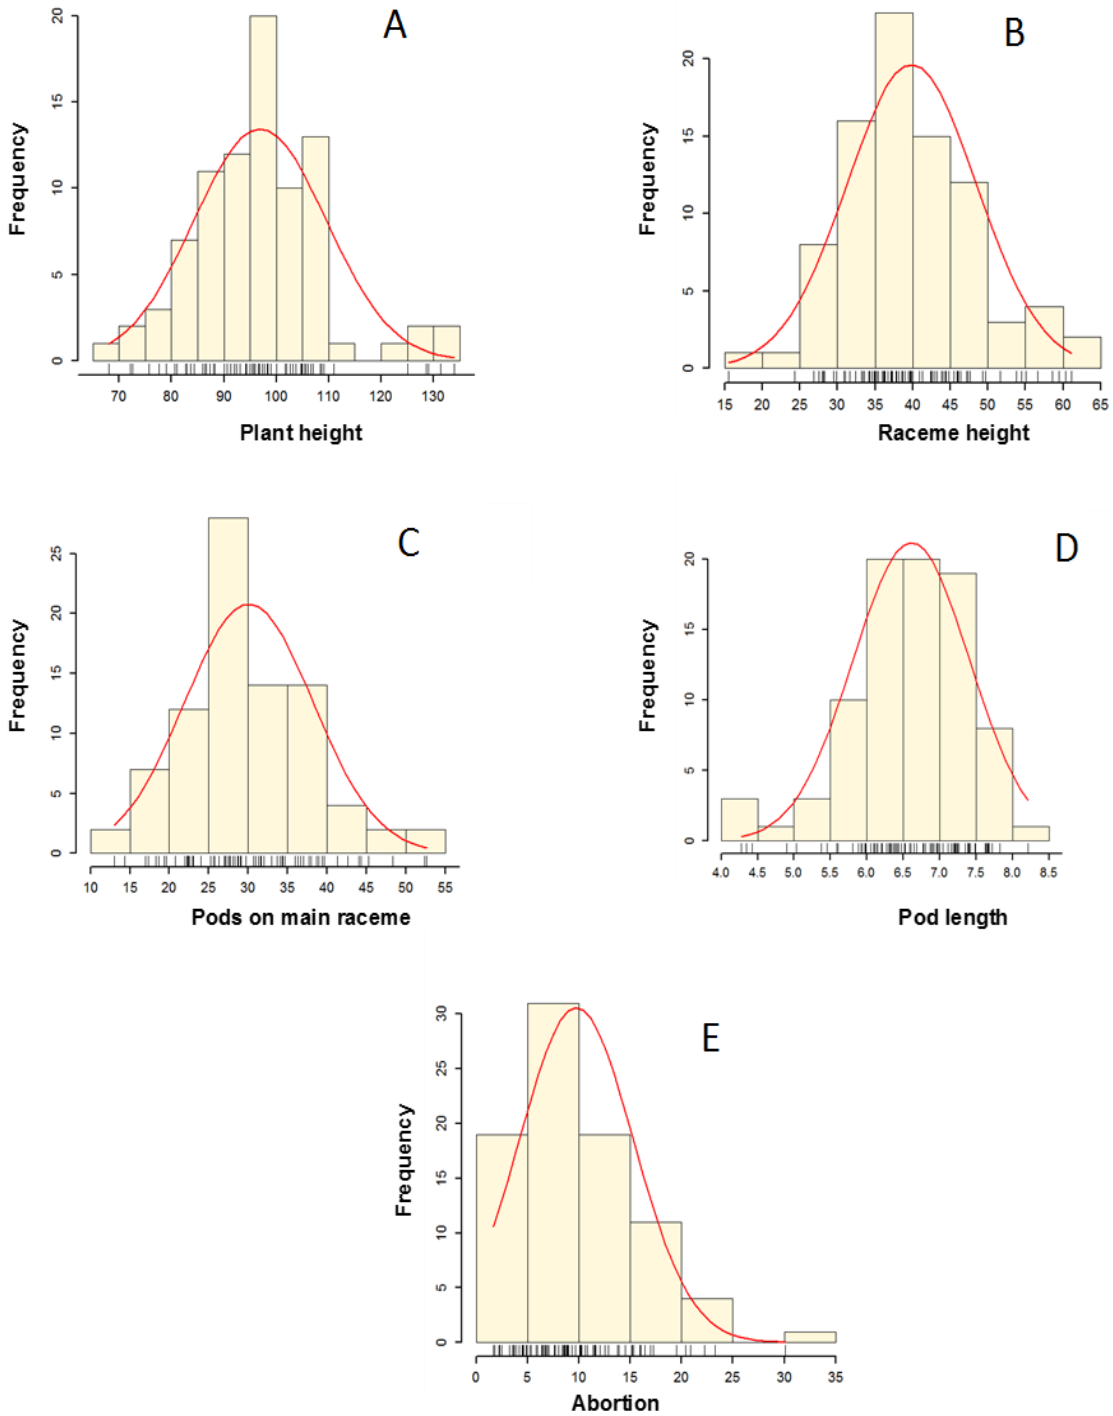 A
Frequency
0 5 10 15 20
70 80 90 100 110 120 130
Plant height
B
Frequency
0 5 10 15 20
15 20 25 30 35 40 45 50 55 60 65
Raceme height
C
Frequency
0 5 10 15 20 25
10 15 20 25 30 35 40 45 50 55
Pods on main raceme
D
Frequency
0 5 10 15 20
4.0 4.5 5.0 5.5 6.0 6.5 7.0 7.5 8.0 8.5
Pod length
E
Frequency
0 5 10 15 20 25 30
0 5 10 15 20 25 30 35
Abortion